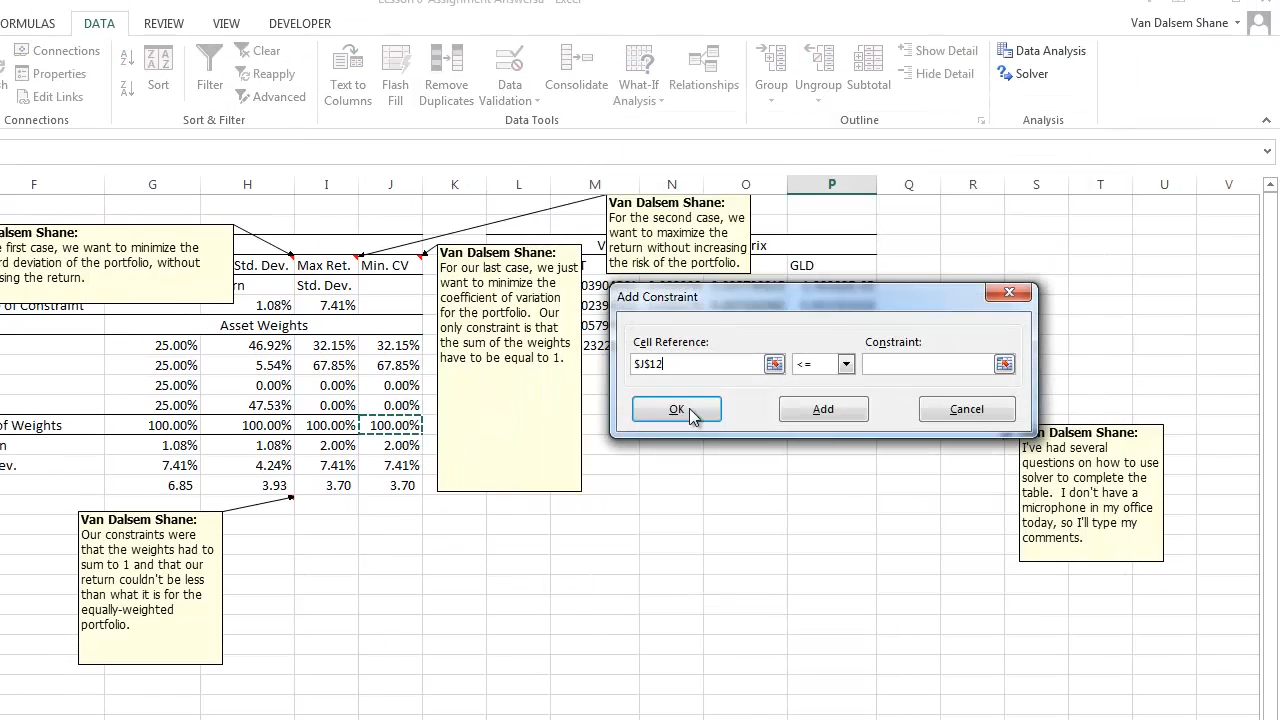 Lesson 6 Assignment Answersa - Excel
FORMULAS DATA REVIEW VIEW DEVELOPER
Van Dalsem Shane
Connections
Properties
Edit Links
Connections
Sort
Filter
Clear
Reapply
Advanced
Sort & Filter
Text to
Columns
Flash
Fill
Remove
Duplicates
Data
Validation
Consolidate
What-If
Analysis
Relationships
Data Tools
Group
Ungroup
Subtotal
Show Detail
Hide Detail
Outline
Data Analysis
Solver
Analysis
F G H I J K L M N O P Q R S T U V
alsem Shane:
e first case, we want to minimize the
rd deviation of the portfolio, without
sing the return.
Std. Dev. Max Ret. Min. CV
rn Std. Dev.
of Constraint 1.08% 7.41%
Asset Weights
25.00% 46.92% 32.15% 32.15%
25.00% 5.54% 67.85% 67.85%
25.00% 0.00% 0.00% 0.00%
25.00% 47.53% 0.00% 0.00%
of Weights 100.00% 100.00% 100.00% 100.00%
n 1.08% 1.08% 2.00% 2.00%
ev. 7.41% 4.24% 7.41% 7.41%
6.85 3.93 3.70 3.70
Van Dalsem Shane:
For our last case, we just
want to minimize the
coefficient of variation
for the portfolio. Our
only constraint is that
the sum of the weights
have to be equal to 1.
Van Dalsem Shane:
For the second case, we
want to maximize the
return without increasing
the risk of the portfolio.
V
rix
T
GLD
0390
0239
0579
2322
Add Constraint
Cell Reference:
Constraint:
$J$12
<=
OK
Add
Cancel
Van Dalsem Shane:
Our constraints were
that the weights had to
sum to 1 and that our
return couldn't be less
than what it is for the
equally-weighted
portfolio.
n Dalsem Shane:
I've had several
questions on how to use
solver to complete the
table. I don't have a
microphone in my office
today, so I'll type my
comments.